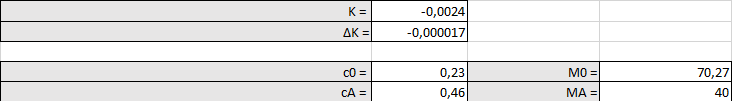 K = -0,0024
ΔK = -0,000017
c0 = 0,23 M0 = 70,27
cA = 0,46 MA = 40